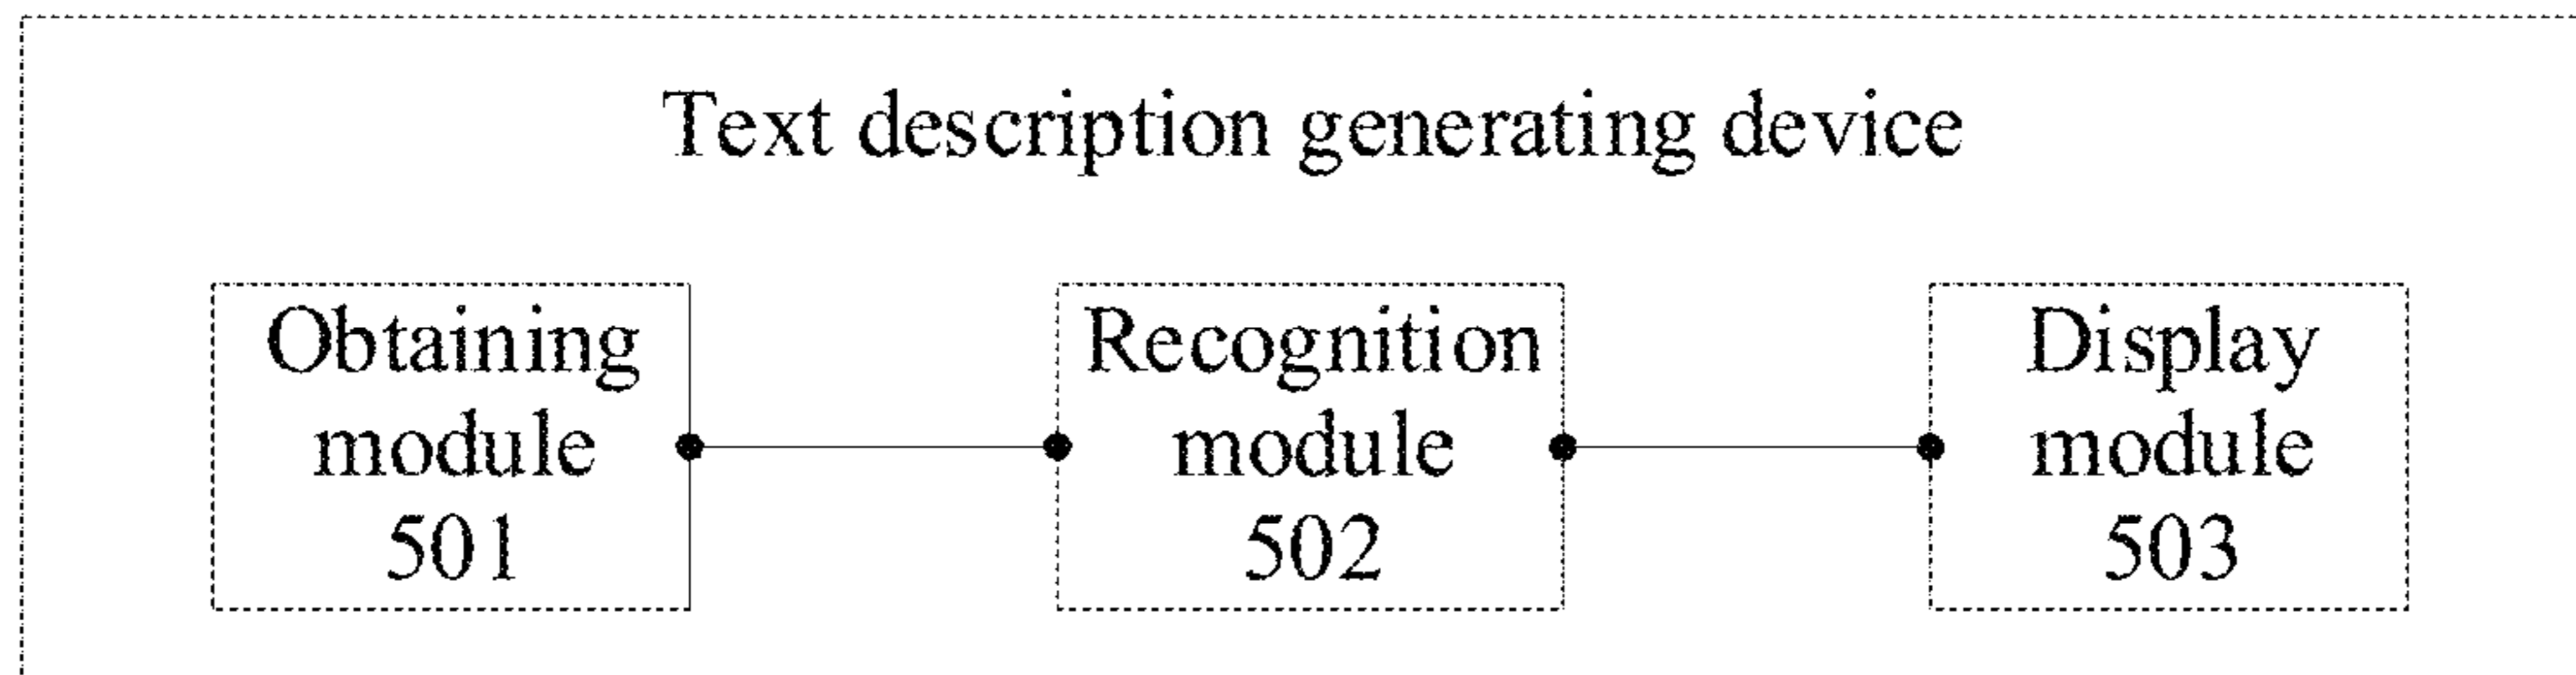 Text description generating device
Obtaining
module
501
Recognition
module
502
Display
module
503